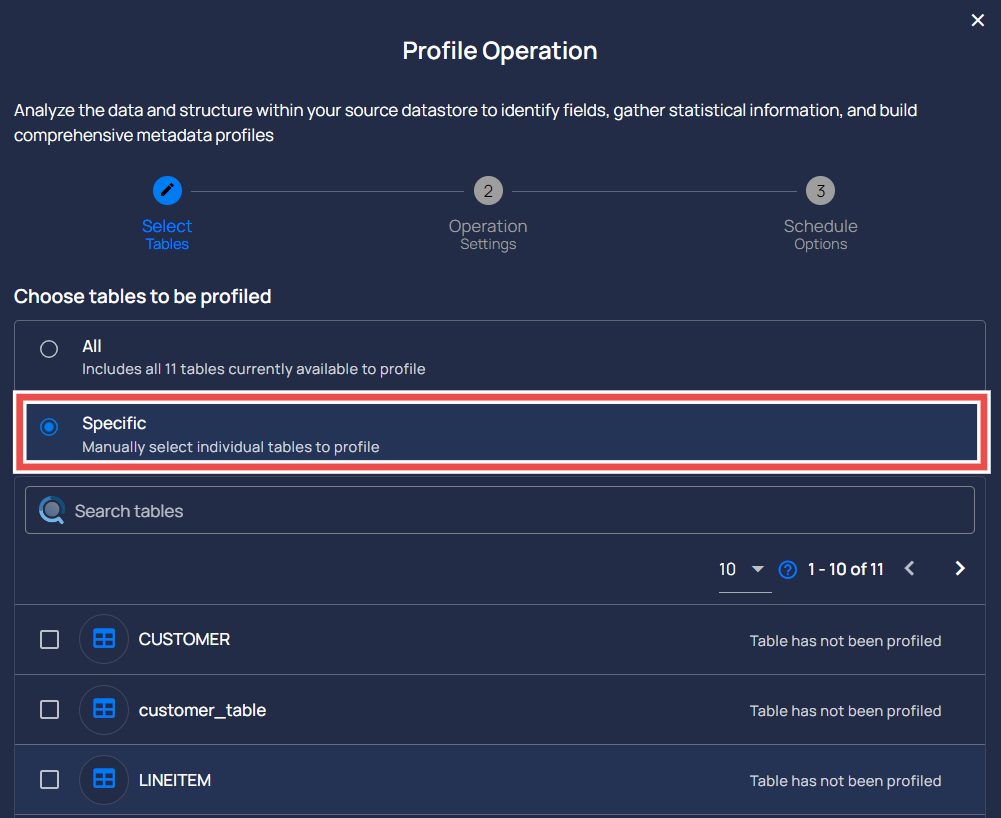 Profile Operation
Analyze the data and structure within your source datastore to identify fields, gather statistical information, and build
comprehensive metadata profiles
2 3
Select Operation Schedule
Tables Settings Options
Choose tables to be profiled
All
Includes all 11 tables currently available to profile
Specific
Manually select individual tables to profile
Search tables
10 ? 1 - 10 of 11
CUSTOMER Table has not been profiled
customer_table Table has not been profiled
LINEITEM Table has not been profiled